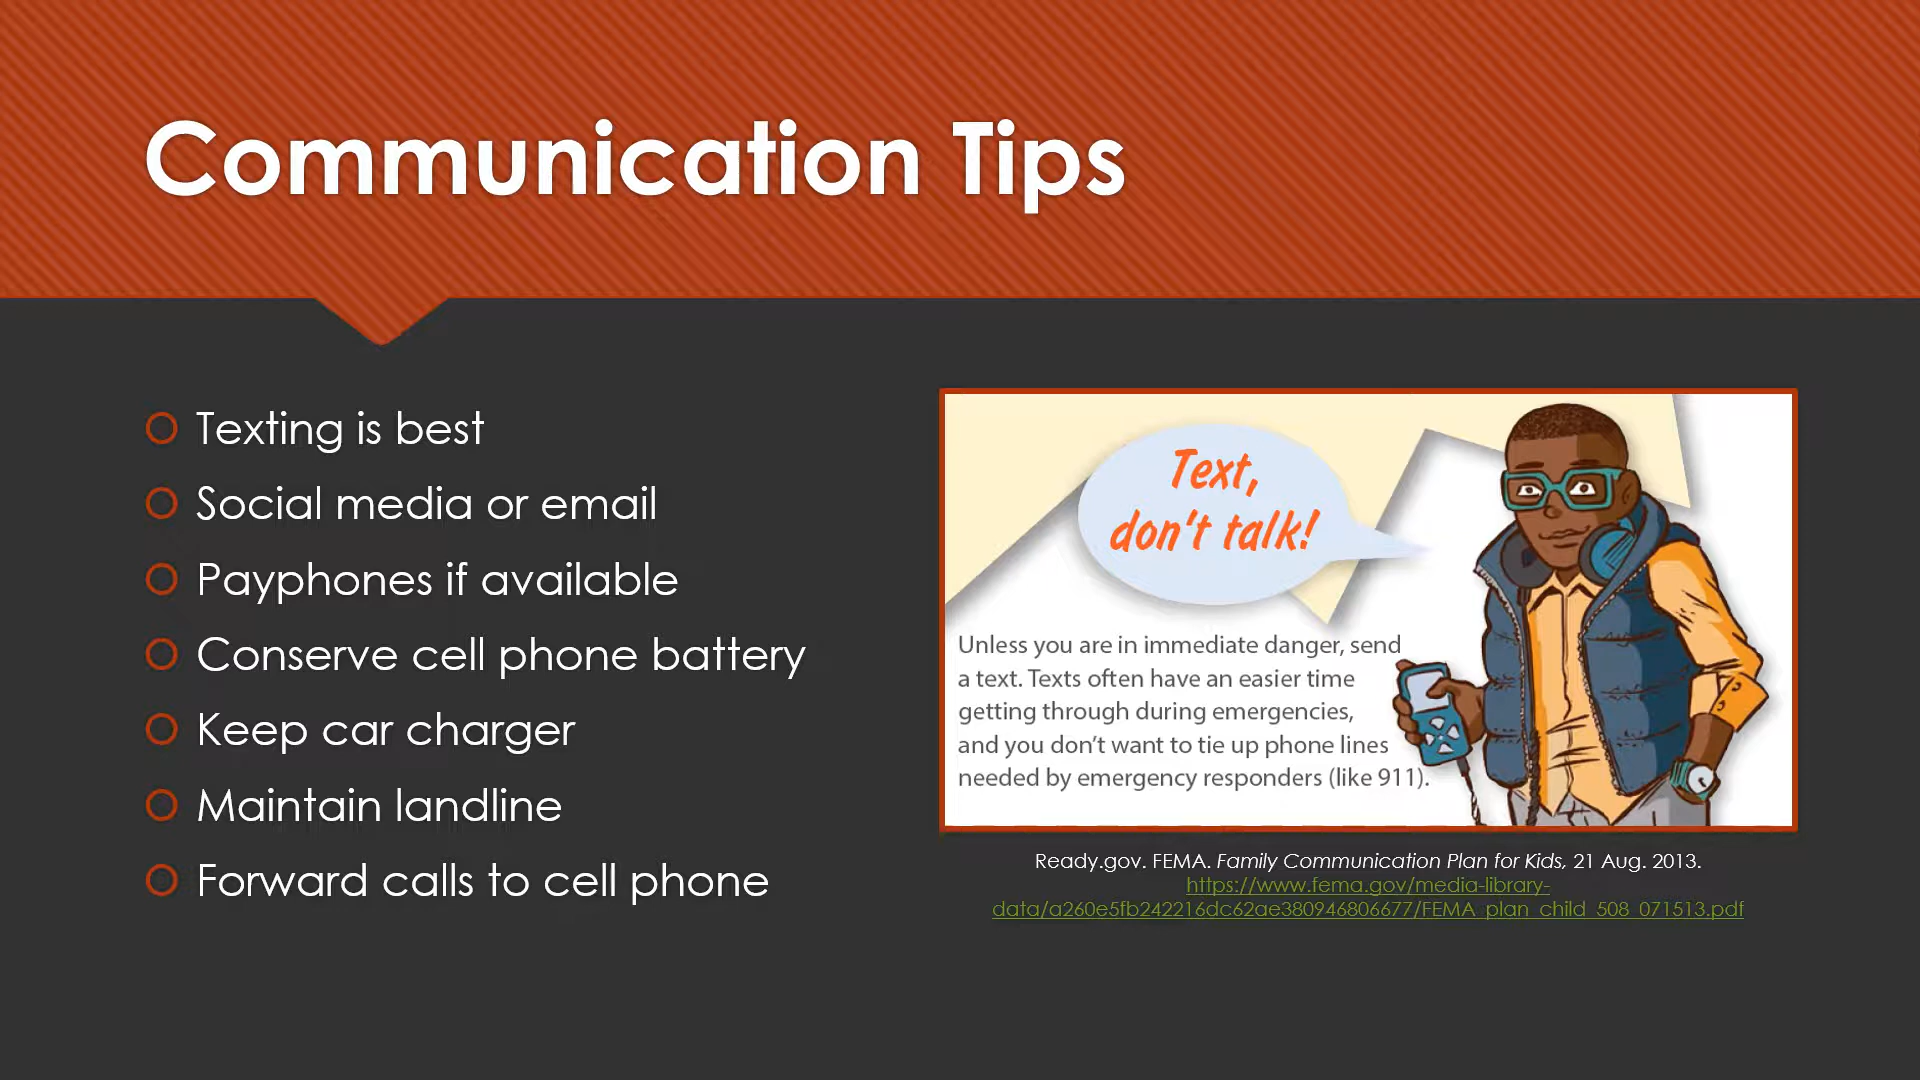 Communication Tips
Texting is best
Social media or email
Payphones if available
Conserve cell phone battery
Keep car charger
Maintain landline
Forward calls to cell phone
Text,
don't talk!
Unless you are in immediate danger, send
a text. Texts often have an easier time
getting through during emergencies,
and you don't want to tie up phone lines
needed by emergency responders (like 911).
Ready.gov. FEMA. Family Communication Plan for Kids, 21 Aug. 2013.
https://www.fema.gov/media-library-
data/a260e5fb242216dc62ae380946806677/FEMA_plan_child_508_071513.pdf